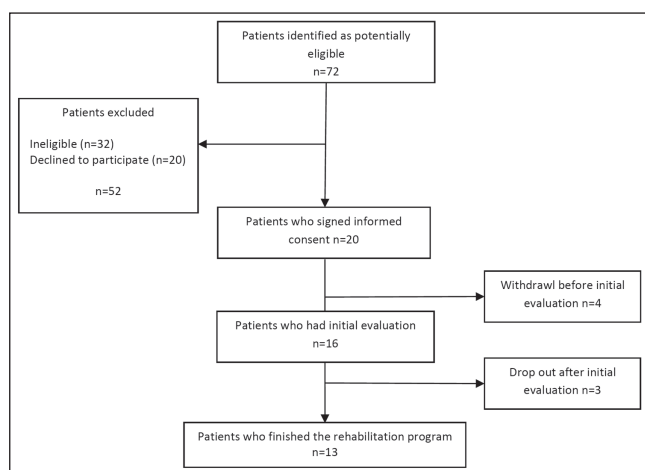 Patients identified as potentially
eligible
n=72
Patients excluded
Ineligible (n=32)
Declined to participate (n=20)
n=52
Patients who signed informed
consent n=20
Withdrawl before initial
evaluation n=4
Patients who had initial evaluation
n=16
Drop out after initial
evaluation n=3
Patients who finished the rehabilitation program
n=13